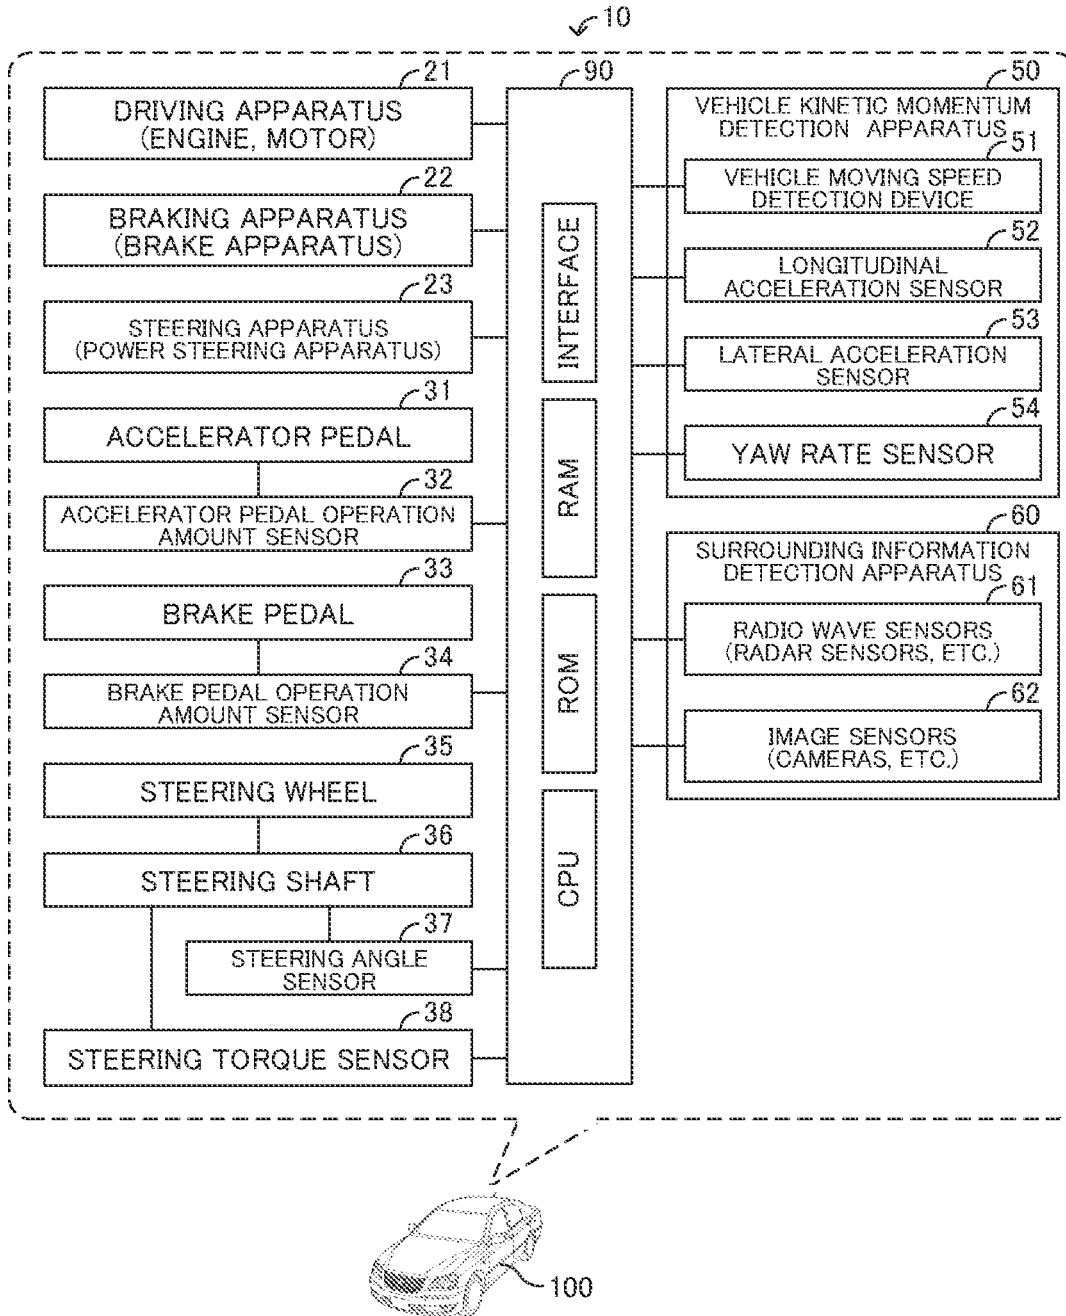 10
21
DRIVING APPARATUS
(ENGINE, MOTOR)
22
BRAKING APPARATUS
(BRAKE APPARATUS)
23
STEERING APPARATUS
(POWER STEERING APPARATUS)
31
ACCELERATOR PEDAL
32
ACCELERATOR PEDAL OPERATION
AMOUNT SENSOR
33
BRAKE PEDAL
34
BRAKE PEDAL OPERATION
AMOUNT SENSOR
35
STEERING WHEEL
36
STEERING SHAFT
37
STEERING ANGLE
SENSOR
38
STEERING TORQUE SENSOR
90
INTERFACE
RAM
ROM
CPU
50
VEHICLE KINETIC MOMENTUM
DETECTION APPARATUS
51
VEHICLE MOVING SPEED
DETECTION DEVICE
52
LONGITUDINAL
ACCELERATION SENSOR
53
LATERAL ACCELERATION
SENSOR
54
YAW RATE SENSOR
60
SURROUNDING INFORMATION
DETECTION APPARATUS
61
RADIO WAVE SENSORS
(RADAR SENSORS, ETC.)
62
IMAGE SENSORS
(CAMERAS, ETC.)
100